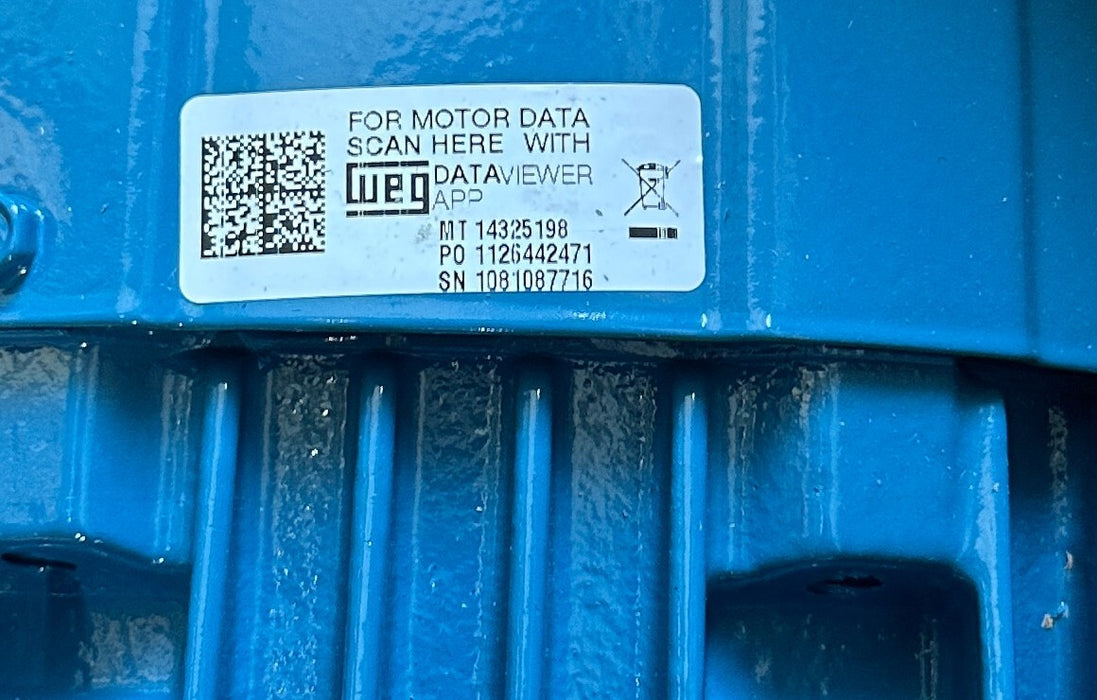 FOR MOTOR DATA
SCAN HERE WITH
weg DATAVIEWER
APP
MT 14325198
PO 1126442471
SN 1081087716